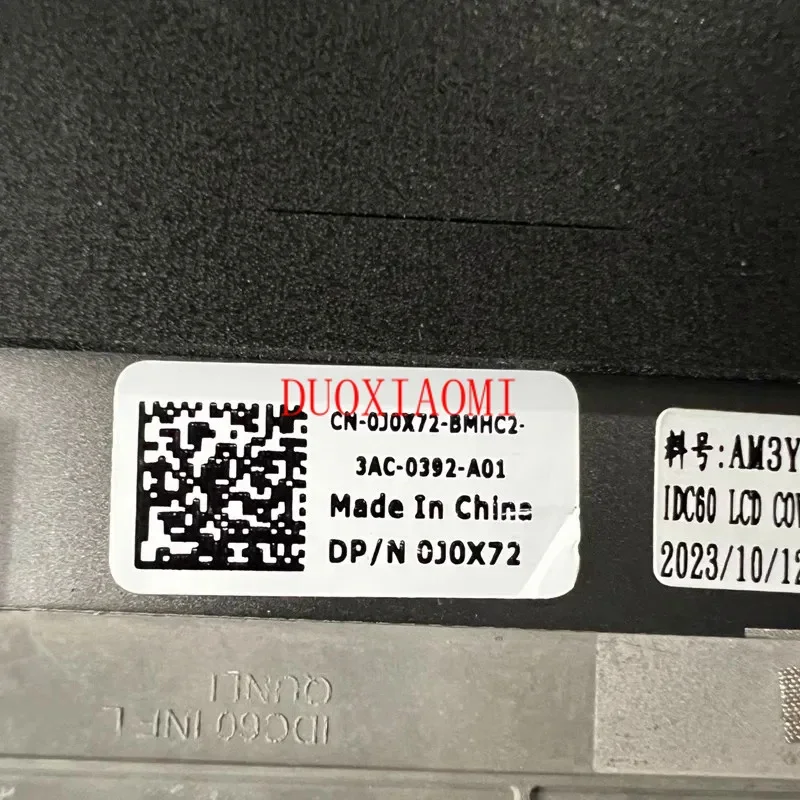 DUOXIAOMI
CN-0J0X72-BMHC2-
3AC-0392-A01
Made In China
DP/N 0J0X72
料号:AM3Y
IDC60 LCD COV
2023/10/12
IDC60 INF L
QUNLI